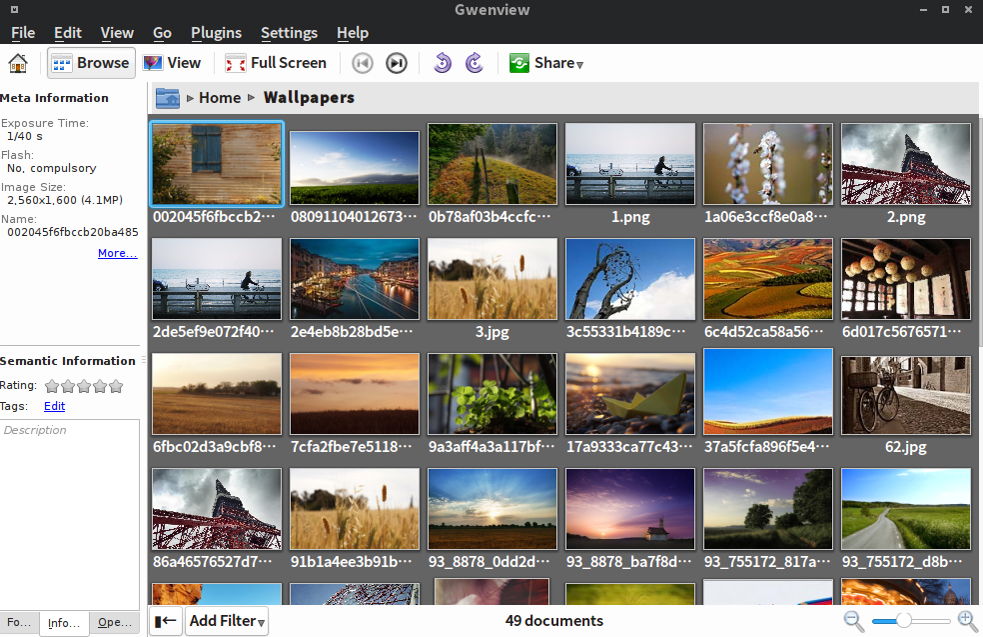 Gwenview
File Edit View Go Plugins Settings Help
Browse View Full Screen Share
Meta Information
Home Wallpapers
Exposure Time:
1/40 s
Flash:
No, compulsory
Image Size:
2,560x1,600 (4.1MP)
Name:
002045f6fbccb20ba485
More...
002045f6fbccb2··· 08091104012673··· 0b78af03b4ccfc··· 1.png 1a06e3ccf8e0a8··· 2.png
2de5ef9e072f40··· 2e4eb8b28bd5e··· 3.jpg 3c55331b4189c··· 6c4d52ca58a56··· 6d017c5676571···
Semantic Information
Rating:
Tags: Edit
Description
6fbc02d3a9cbf8··· 7cfa2fbe7e5118··· 9a3aff4a3a117bf··· 17a9333ca77c43··· 37a5fcfa896f5e4··· 62.jpg
86a46576527d7··· 91b1a4ee3b91b··· 93_8878_0dd2d··· 93_8878_ba7f8d··· 93_755172_817a··· 93_755172_d8b···
Fo... Info... Ope... Add Filter 49 documents